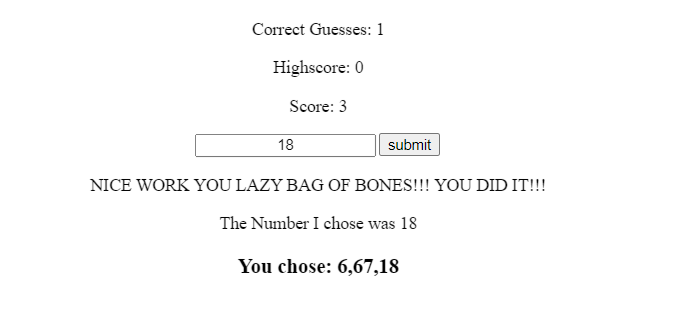 Correct Guesses: 1
Highscore: 0
Score: 3
18 submit
NICE WORK YOU LAZY BAG OF BONES!!! YOU DID IT!!!
The Number I chose was 18
You chose: 6,67,18